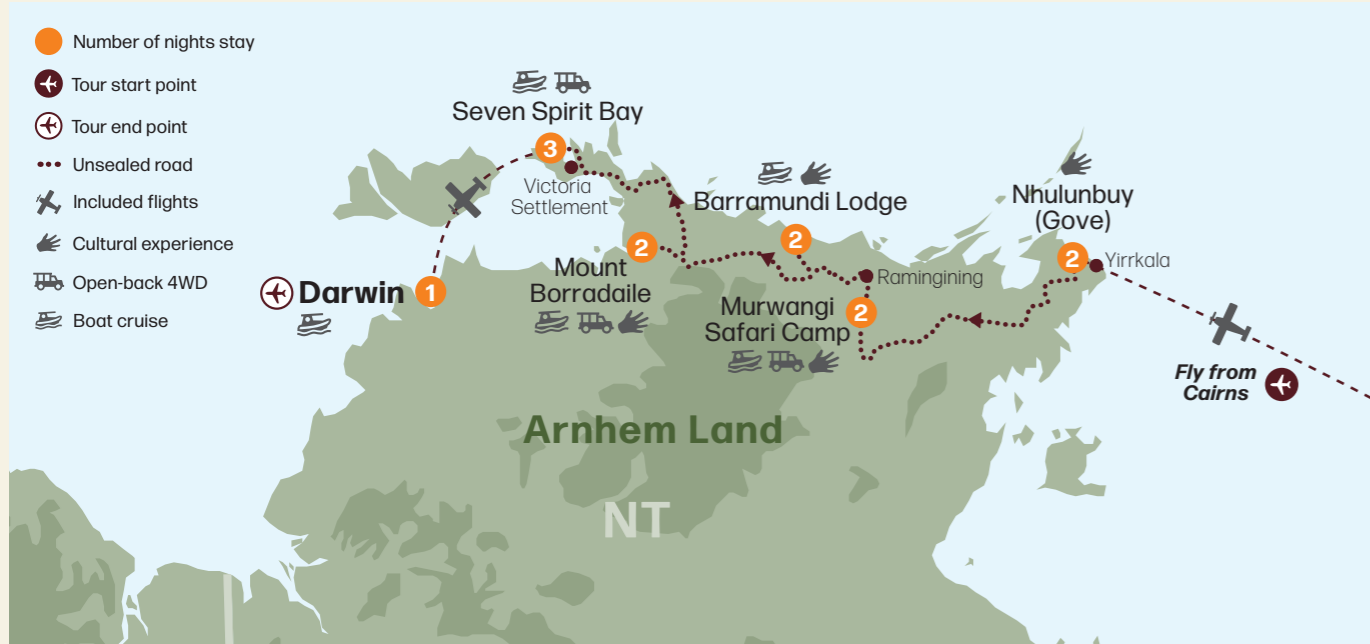 Number of nights stay
Tour start point
Tour end point
Unsealed road
Included flights
Cultural experience
Open-back 4WD
Boat cruise
Seven Spirit Bay
3
Victoria
Settlement
Barramundi Lodge
2
Nhulunbuy
(Gove)
2
Yirrkala
Mount
Borradaile
2
Ramingining
Murwangi
Safari Camp
2
Darwin
1
Fly from
Cairns
Arnhem Land
NT